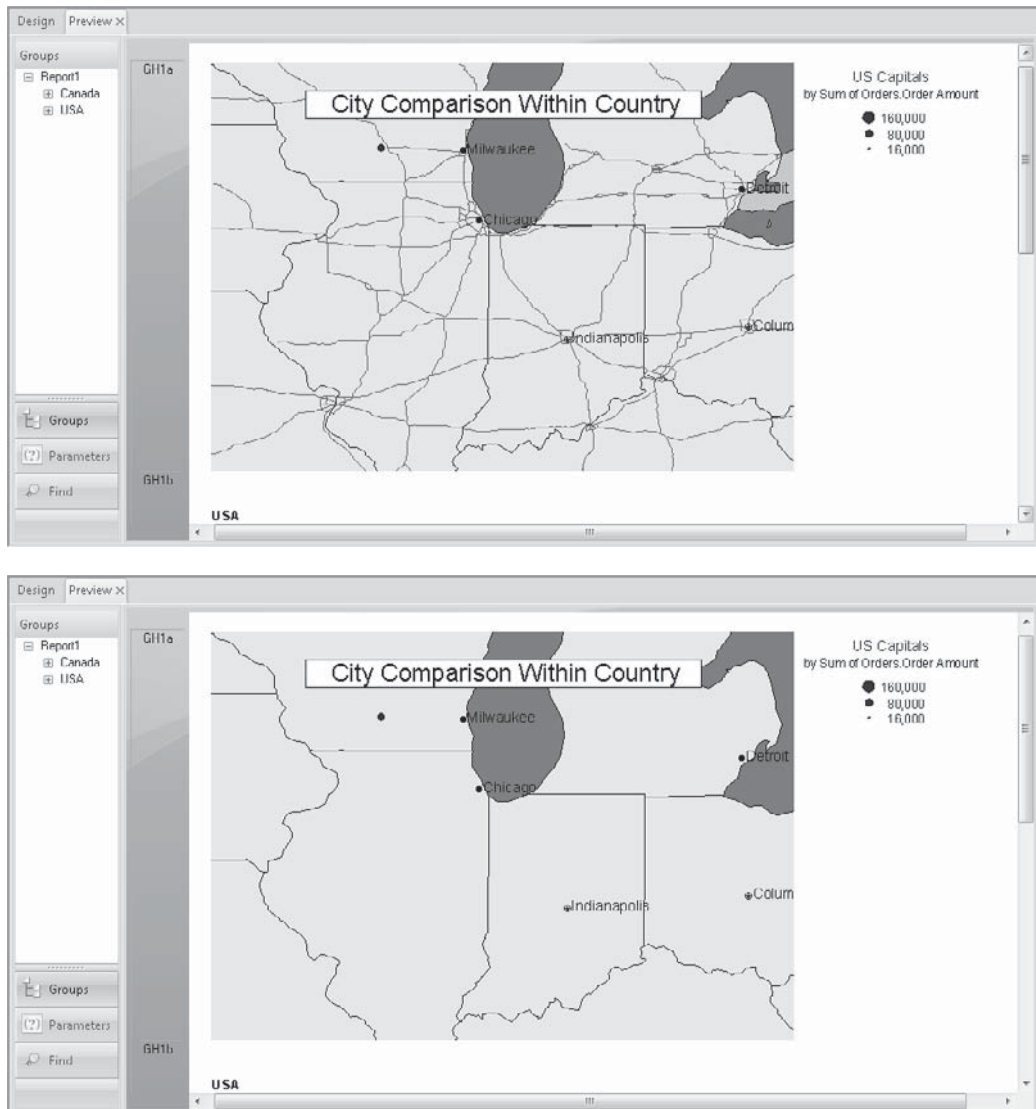 Design Preview X
Groups
Report1
Canada
USA
Groups
(?) Parameters
Find
GH1a
GH1b
City Comparison Within Country
Milwaukee
Detroit
Chicago
Indianapolis
Colum
US Capitals
by Sum of Orders.Order Amount
160,000
80,000
16,000
USA
Design Preview X
Groups
Report1
Canada
USA
Groups
(?) Parameters
Find
GH1a
GH1b
City Comparison Within Country
Milwaukee
Detroit
Chicago
Indianapolis
Colum
US Capitals
by Sum of Orders.Order Amount
160,000
80,000
16,000
USA